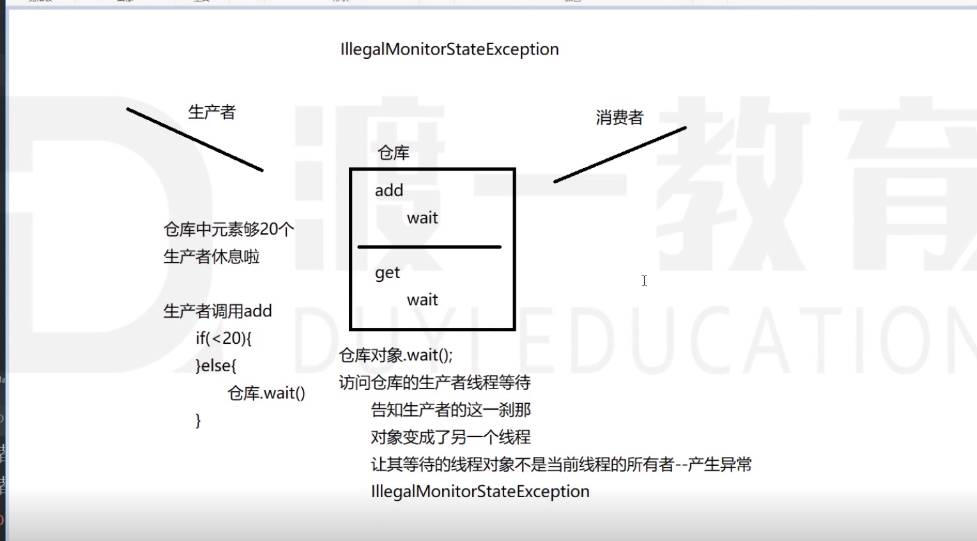 IllegalMonitorStateException
生产者
消费者
仓库
add
wait
get
wait
仓库中元素够20个
生产者休息啦
生产者调用add
if(<20){
}else{
仓库.wait()
}
仓库对象.wait();
访问仓库的生产者线程等待
告知生产者的这一刹那
对象变成了另一个线程
让其等待的线程对象不是当前线程的所有者--产生异常
IllegalMonitorStateException
渡一教育
DUYI EDUCATION